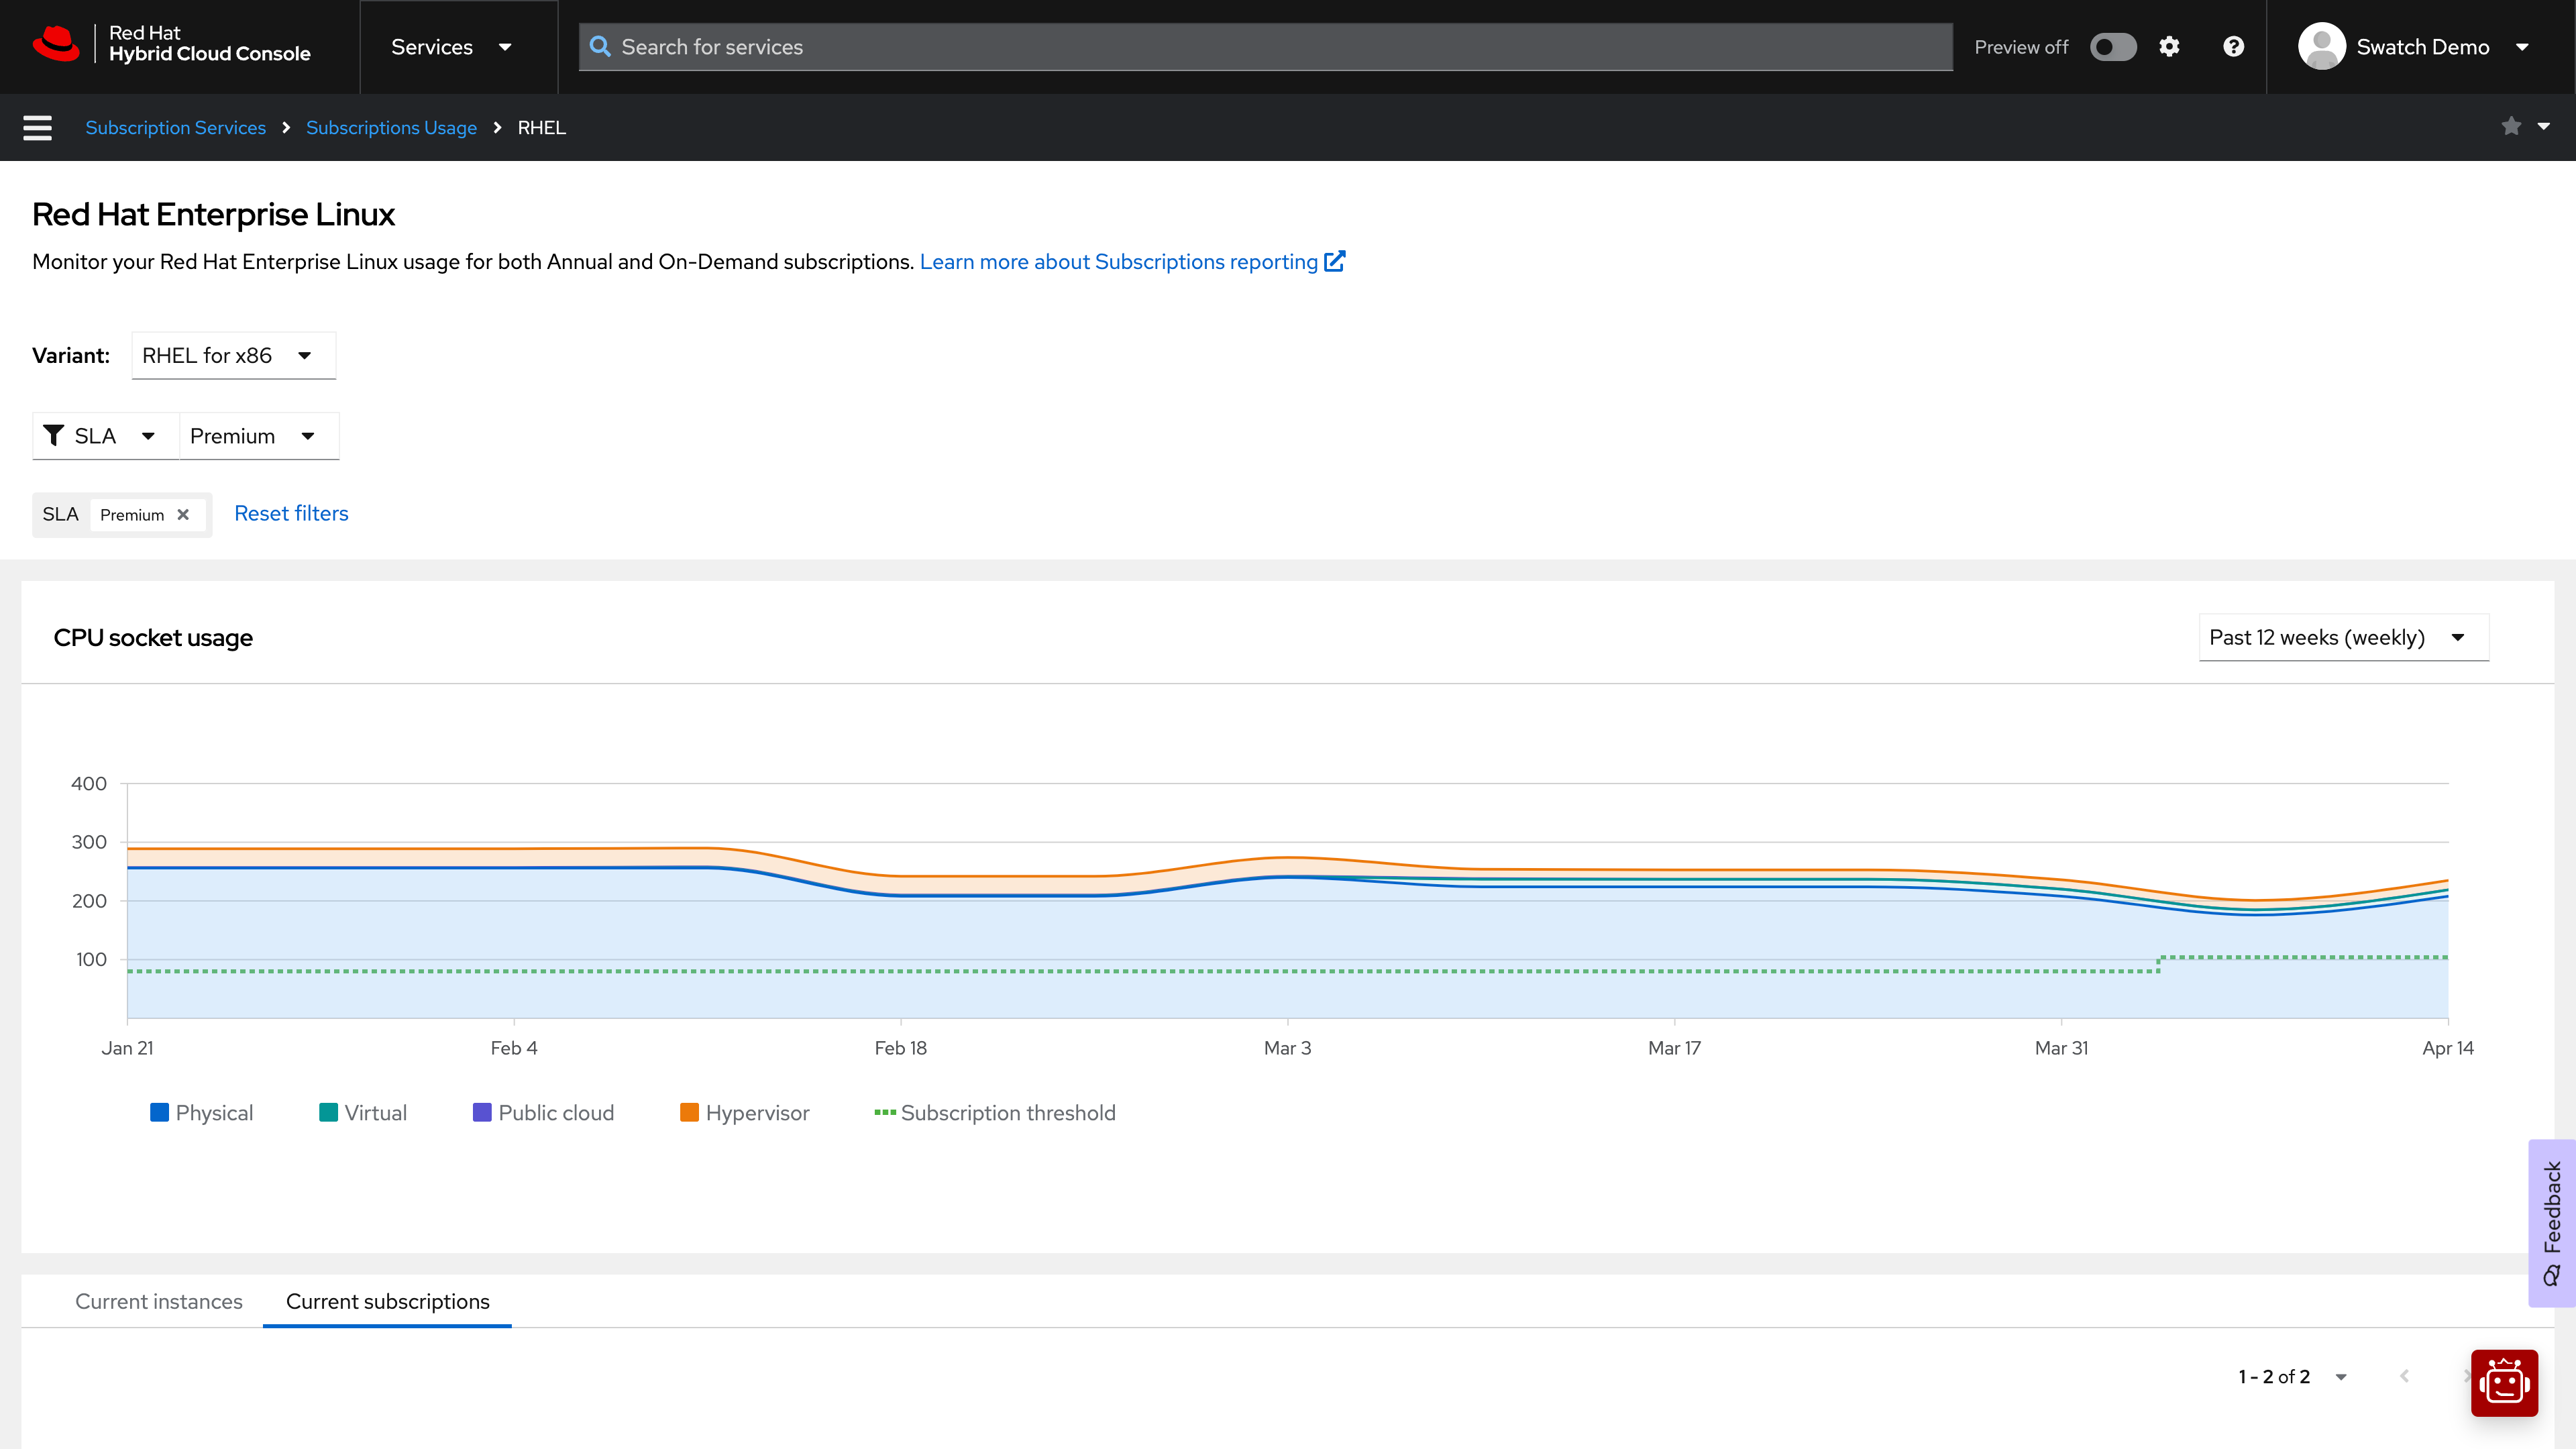 Red Hat
Hybrid Cloud Console
Services
Search for services
Preview off
Swatch Demo
Subscription Services
Subscriptions Usage
RHEL
Red Hat Enterprise Linux
Monitor your Red Hat Enterprise Linux usage for both Annual and On-Demand subscriptions. Learn more about Subscriptions reporting
Variant:
RHEL for x86
SLA
Premium
SLA
Premium
Reset filters
CPU socket usage
Past 12 weeks (weekly)
400
300
200
100
Jan 21
Feb 4
Feb 18
Mar 3
Mar 17
Mar 31
Apr 14
Physical
Virtual
Public cloud
Hypervisor
Subscription threshold
Feedback
Current instances
Current subscriptions
1 - 2 of 2